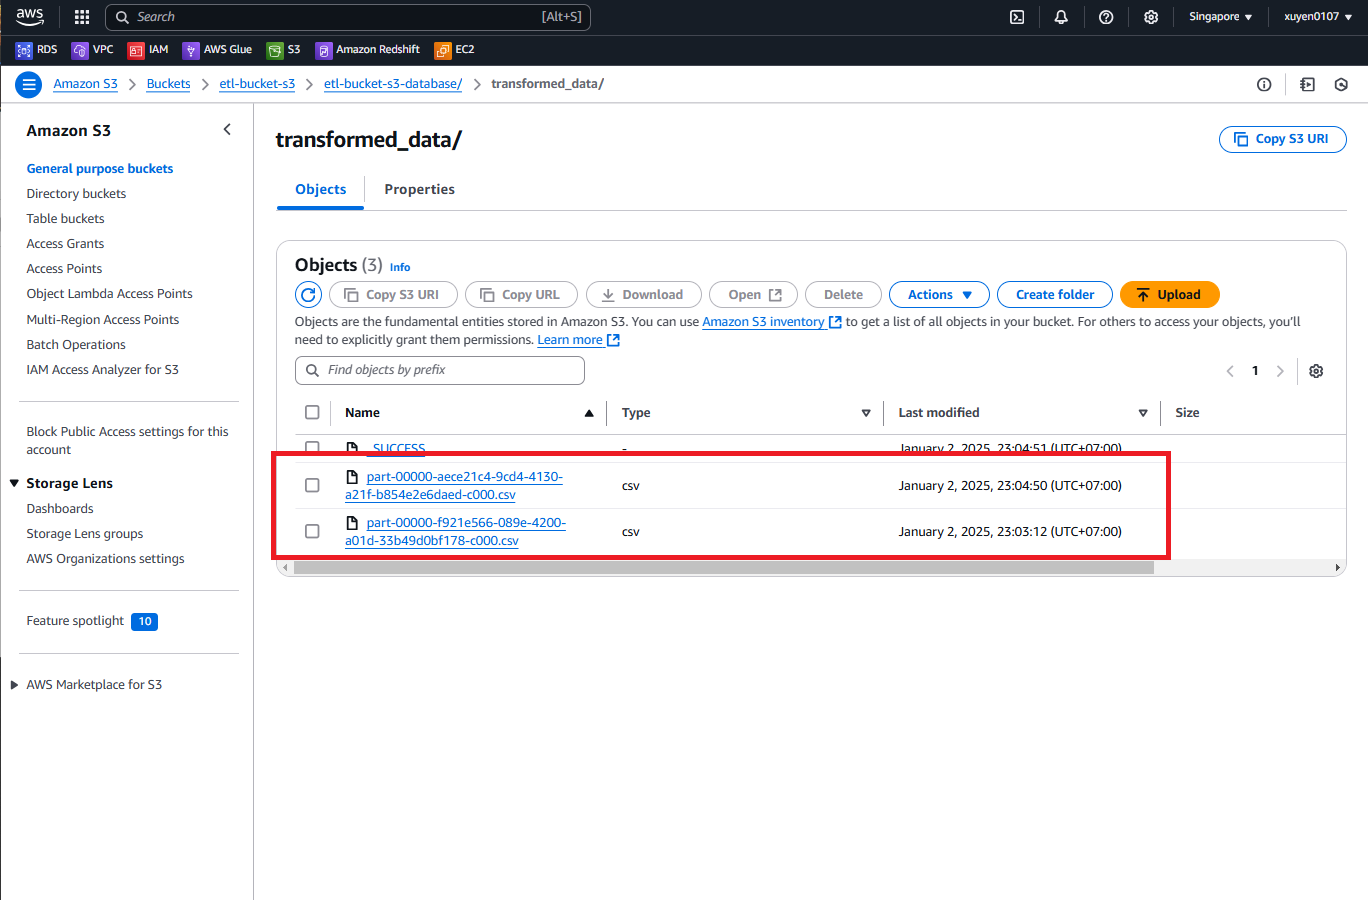 aws
Search
[Alt+S]
Singapore
xuyen0107
RDS
VPC
IAM
AWS Glue
S3
Amazon Redshift
EC2
Amazon S3
Buckets
etl-bucket-s3
etl-bucket-s3-database/
transformed_data/
Amazon S3
General purpose buckets
Directory buckets
Table buckets
Access Grants
Access Points
Object Lambda Access Points
Multi-Region Access Points
Batch Operations
IAM Access Analyzer for S3
Block Public Access settings for this
account
Storage Lens
Dashboards
Storage Lens groups
AWS Organizations settings
Feature spotlight 10
AWS Marketplace for S3
transformed_data/
Copy S3 URI
Objects
Properties
Objects (3) Info
Copy S3 URI
Copy URL
Download
Open
Delete
Actions
Create folder
Upload
Objects are the fundamental entities stored in Amazon S3. You can use Amazon S3 inventory to get a list of all objects in your bucket. For others to access your objects, you'll
need to explicitly grant them permissions. Learn more
Find objects by prefix
1
Name
Type
Last modified
Size
_SUCCESS
-
January 2, 2025, 23:04:51 (UTC+07:00)
part-00000-aece21c4-9cd4-4130-
a21f-b854e2e6daed-c000.csv
csv
January 2, 2025, 23:04:50 (UTC+07:00)
part-00000-f921e566-089e-4200-
a01d-33b49d0bf178-c000.csv
csv
January 2, 2025, 23:03:12 (UTC+07:00)